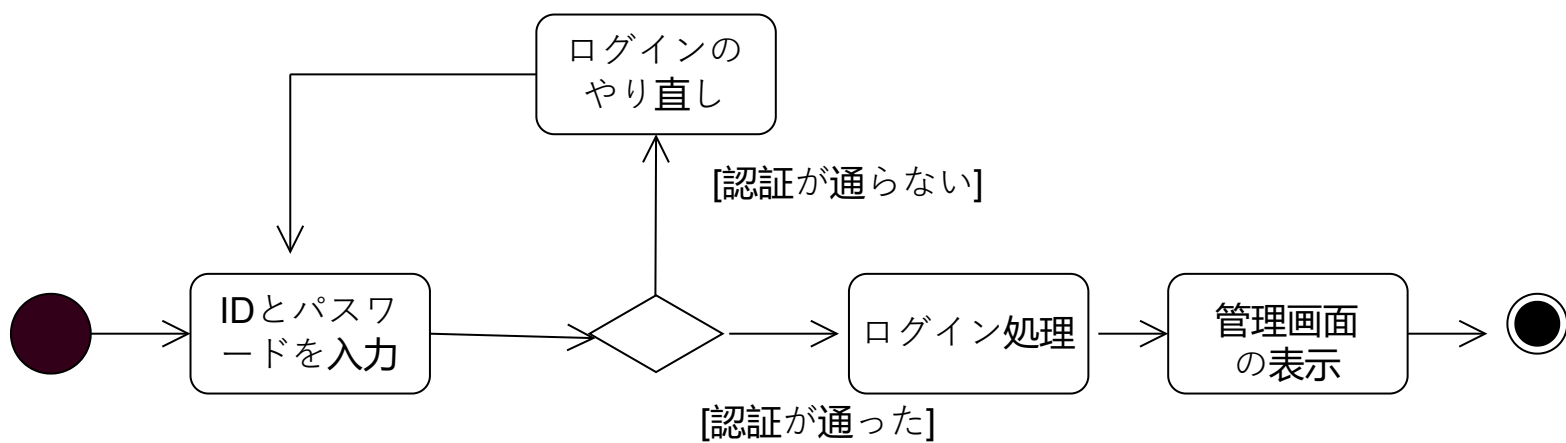 ログインの
やり直し
[認証が通らない]
IDとパスワ
ードを入力
ログイン処理
管理画面
の表示
[認証が通った]